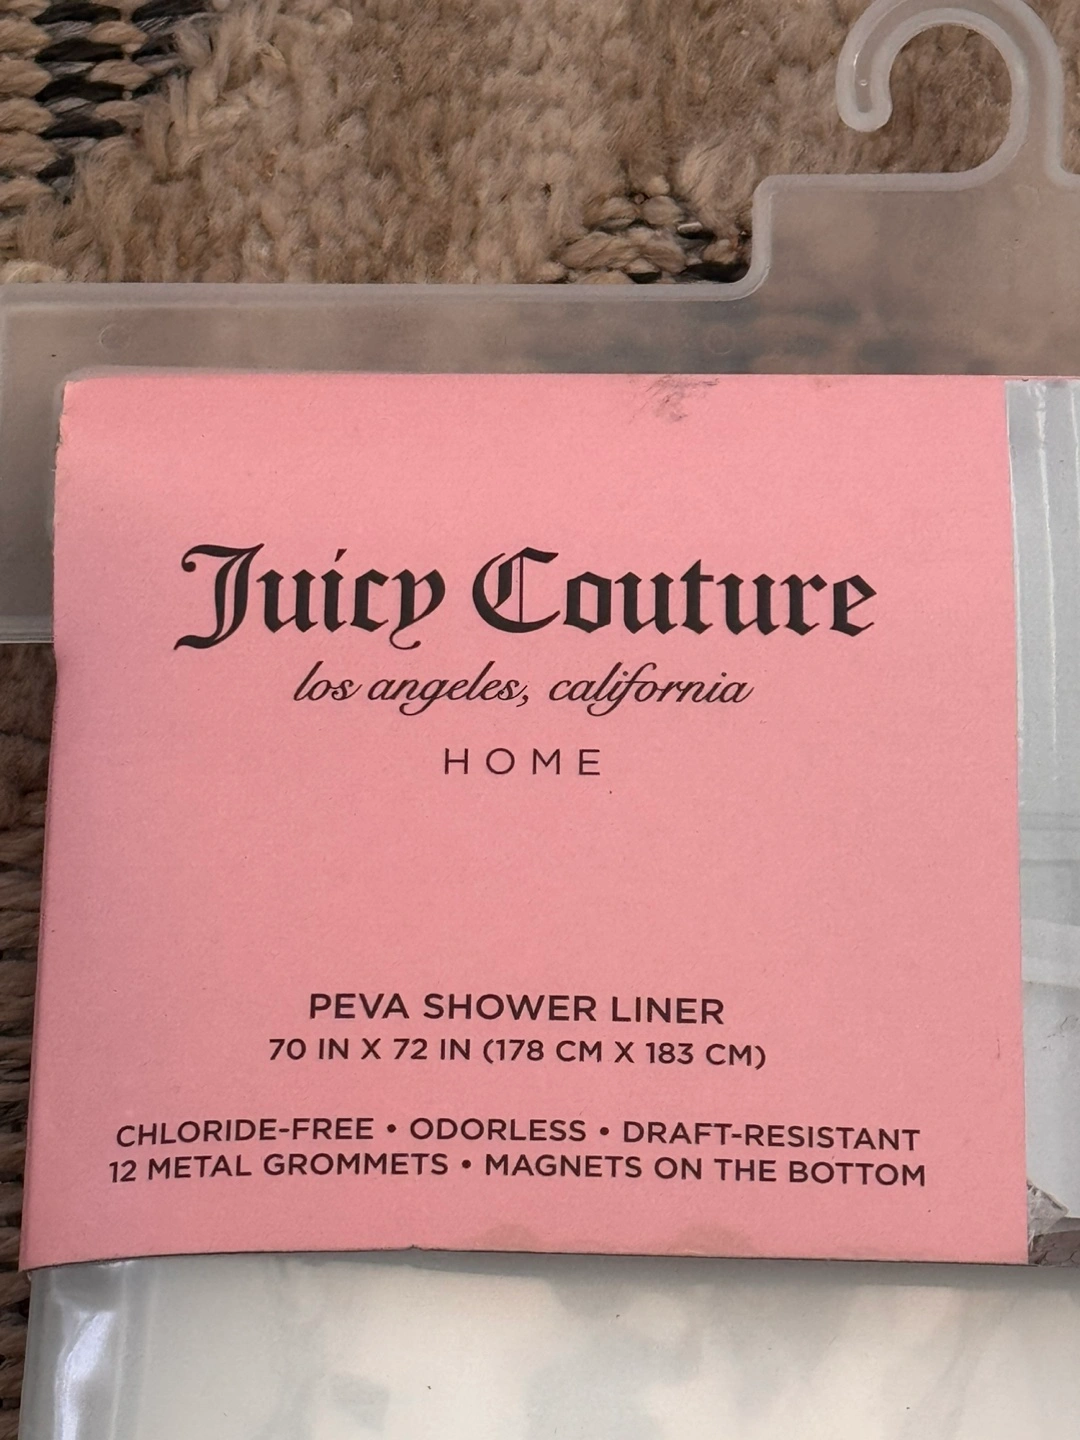 Juicy Couture
los angeles, california
HOME
PEVA SHOWER LINER
70 IN X 72 IN (178 CM X 183 CM)
CHLORIDE-FREE • ODORLESS • DRAFT-RESISTANT
12 METAL GROMMETS • MAGNETS ON THE BOTTOM